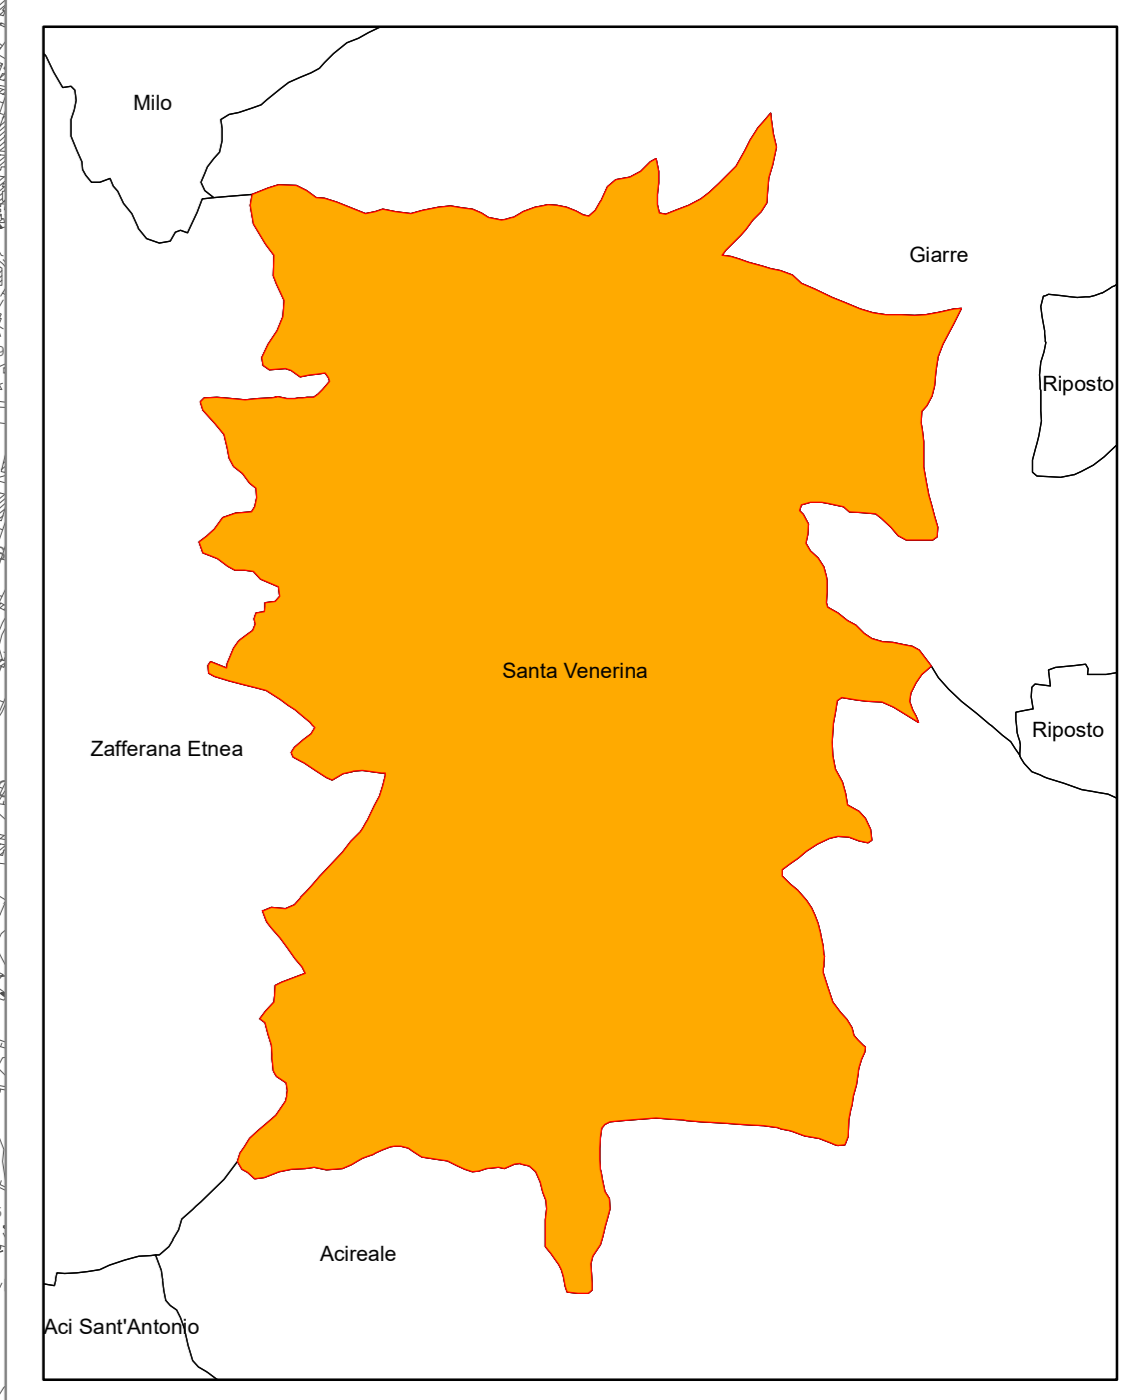 Milo
Giarre
Riposto
Santa Venerina
Riposto
Zafferana Etnea
Acireale
Aci Sant'Antonio